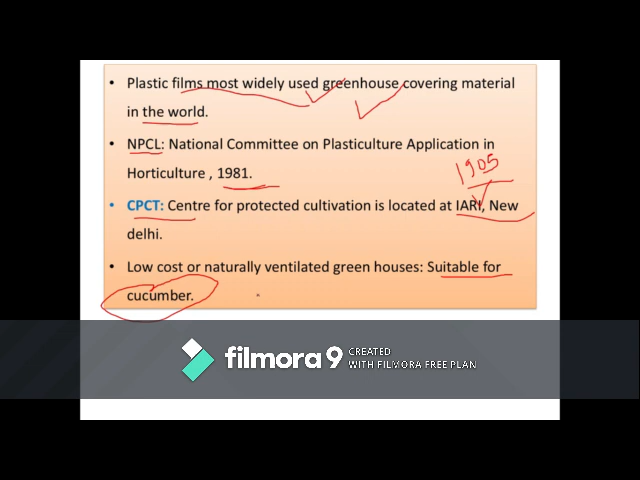 • Plastic films most widely used greenhouse covering material
in the world.
• NPCL: National Committee on Plasticulture Application in
Horticulture , 1981.
1905
• CPCT: Centre for protected cultivation is located at IARI, New
delhi.
• Low cost or naturally ventilated green houses: Suitable for
cucumber.
filmora9
CREATED
WITH FILMORA FREE PLAN